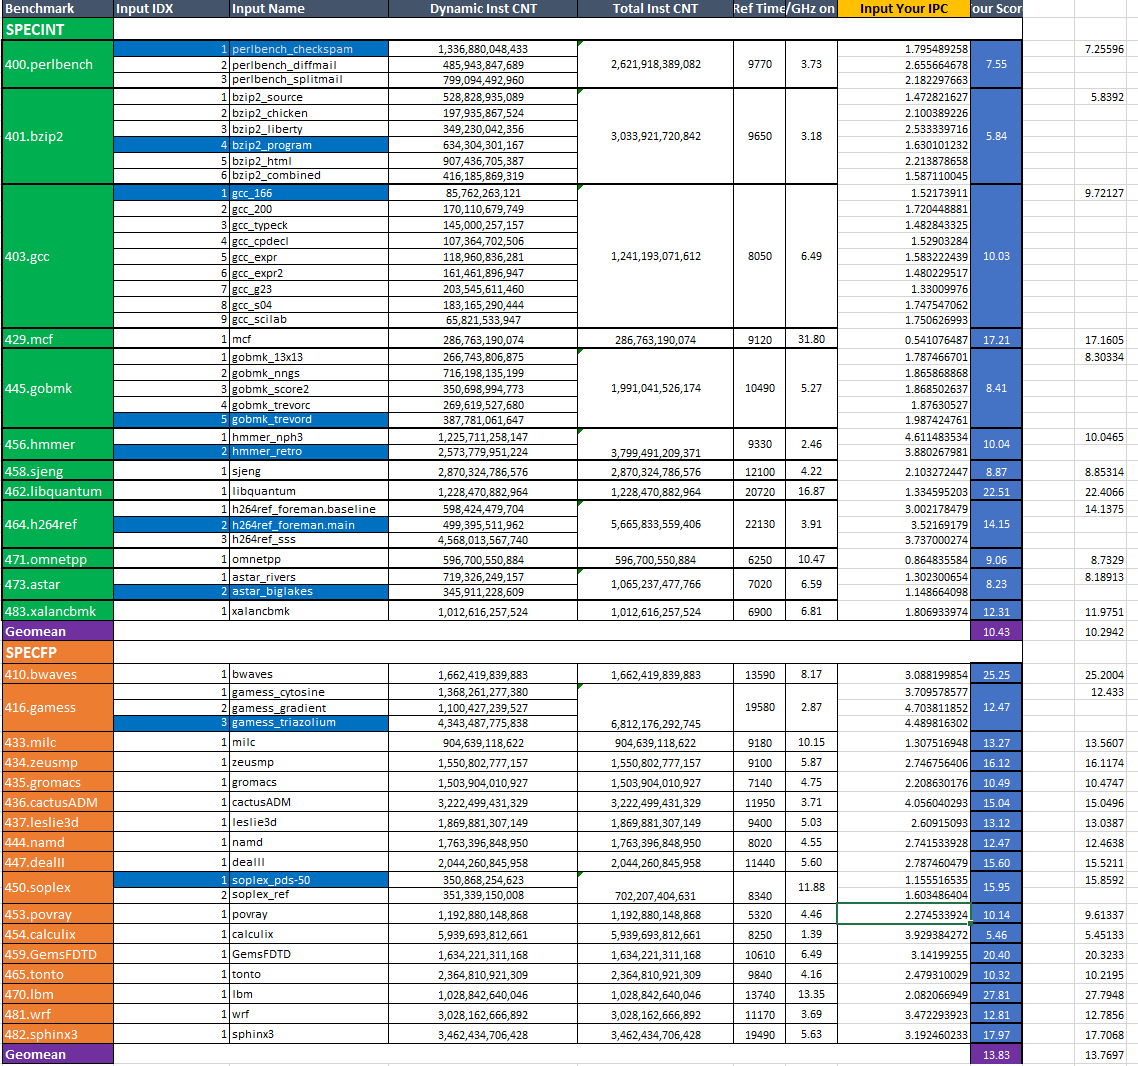 Benchmark Input IDX Input Name Dynamic Inst CNT Total Inst CNT Ref Time /GHz on Input Your IPC our Scor
SPECINT
400.perlbench 1 perlbench_checkspam 1,336,880,048,433 2,621,918,389,082 9770 3.73 1.795489258 7.55 7.25596
2 perlbench_diffmail 485,943,847,689 2.655664678
3 perlbench_splitmail 799,094,492,960 2.182297663
401.bzip2 1 bzip2_source 528,828,935,089 3,033,921,720,842 9650 3.18 1.472821627 5.84 5.8392
2 bzip2_chicken 197,935,867,524 2.100389226
3 bzip2_liberty 349,230,042,356 2.533339716
4 bzip2_program 634,304,301,167 1.630101232
5 bzip2_html 907,436,705,387 2.213878658
6 bzip2_combined 416,185,869,319 1.587110045
403.gcc 1 gcc_166 85,762,263,121 1,241,193,071,612 8050 6.49 1.52173911 10.03 9.72127
2 gcc_200 170,110,679,749 1.720448881
3 gcc_typeck 145,000,257,157 1.482843325
4 gcc_cpdecl 107,364,702,506 1.52903284
5 gcc_expr 118,960,836,281 1.583222439
6 gcc_expr2 161,461,896,947 1.480229517
7 gcc_g23 203,545,611,460 1.33009976
8 gcc_s04 183,165,290,444 1.747547062
9 gcc_scilab 65,821,533,947 1.750626993
429.mcf 1 mcf 286,763,190,074 286,763,190,074 9120 31.80 0.541076487 17.21 17.1605
445.gobmk 1 gobmk_13x13 266,743,806,875 1,991,041,526,174 10490 5.27 1.787466701 8.41 8.30334
2 gobmk_nngs 716,198,135,199 1.865868868
3 gobmk_score2 350,698,994,773 1.868502637
4 gobmk_trevorc 269,619,527,680 1.87630527
5 gobmk_trevord 387,781,061,647 1.987424761
456.hmmer 1 hmmer_nph3 1,225,711,258,147 3,799,491,209,371 9330 2.46 4.611483534 10.04 10.0465
2 hmmer_retro 2,573,779,951,224 3.880267981
458.sjeng 1 sjeng 2,870,324,786,576 2,870,324,786,576 12100 4.22 2.103272447 8.87 8.85314
462.libquantum 1 libquantum 1,228,470,882,964 1,228,470,882,964 20720 16.87 1.334595203 22.51 22.4066
464.h264ref 1 h264ref_foreman.baseline 598,424,479,704 5,665,833,559,406 22130 3.91 3.002178479 14.15 14.1375
2 h264ref_foreman.main 499,395,511,962 3.52169179
3 h264ref_sss 4,568,013,567,740 3.737000274
471.omnetpp 1 omnetpp 596,700,550,884 596,700,550,884 6250 10.47 0.864835584 9.06 8.7329
473.astar 1 astar_rivers 719,326,249,157 1,065,237,477,766 7020 6.59 1.302300654 8.23 8.18913
2 astar_biglakes 345,911,228,609 1.148664098
483.xalancbmk 1 xalancbmk 1,012,616,257,524 1,012,616,257,524 6900 6.81 1.806933974 12.31 11.9751
Geomean 10.43 10.2942
SPECFP
410.bwaves 1 bwaves 1,662,419,839,883 1,662,419,839,883 13590 8.17 3.088199854 25.25 25.2004
416.gamess 1 gamess_cytosine 1,368,261,277,380 6,812,176,292,745 19580 2.87 3.709578577 12.47 12.433
2 gamess_gradient 1,100,427,239,527 4.703811852
3 gamess_triazolium 4,343,487,775,838 4.489816302
433.milc 1 milc 904,639,118,622 904,639,118,622 9180 10.15 1.307516948 13.27 13.5607
434.zeusmp 1 zeusmp 1,550,802,777,157 1,550,802,777,157 9100 5.87 2.746756406 16.12 16.1174
435.gromacs 1 gromacs 1,503,904,010,927 1,503,904,010,927 7140 4.75 2.208630176 10.49 10.4747
436.cactusADM 1 cactusADM 3,222,499,431,329 3,222,499,431,329 11950 3.71 4.056040293 15.04 15.0496
437.leslie3d 1 leslie3d 1,869,881,307,149 1,869,881,307,149 9400 5.03 2.60915093 13.12 13.0387
444.namd 1 namd 1,763,396,848,950 1,763,396,848,950 8020 4.55 2.741533928 12.47 12.4638
447.dealII 1 dealII 2,044,260,845,958 2,044,260,845,958 11440 5.60 2.787460479 15.60 15.5211
450.soplex 1 soplex_pds-50 350,868,254,623 702,207,404,631 8340 11.88 1.155516535 15.95 15.8592
2 soplex_ref 351,339,150,008 1.603486404
453.povray 1 povray 1,192,880,148,868 1,192,880,148,868 5320 4.46 2.274533924 10.14 9.61337
454.calculix 1 calculix 5,939,693,812,661 5,939,693,812,661 8250 1.39 3.929384272 5.46 5.45133
459.GemsFDTD 1 GemsFDTD 1,634,221,311,168 1,634,221,311,168 10610 6.49 3.14199255 20.40 20.3233
465.tonto 1 tonto 2,364,810,921,309 2,364,810,921,309 9840 4.16 2.479310029 10.32 10.2195
470.lbm 1 lbm 1,028,842,640,046 1,028,842,640,046 13740 13.35 2.082066949 27.81 27.7948
481.wrf 1 wrf 3,028,162,666,892 3,028,162,666,892 11170 3.69 3.472293923 12.81 12.7856
482.sphinx3 1 sphinx3 3,462,434,706,428 3,462,434,706,428 19490 5.63 3.192460233 17.97 17.7068
Geomean 13.83 13.7697